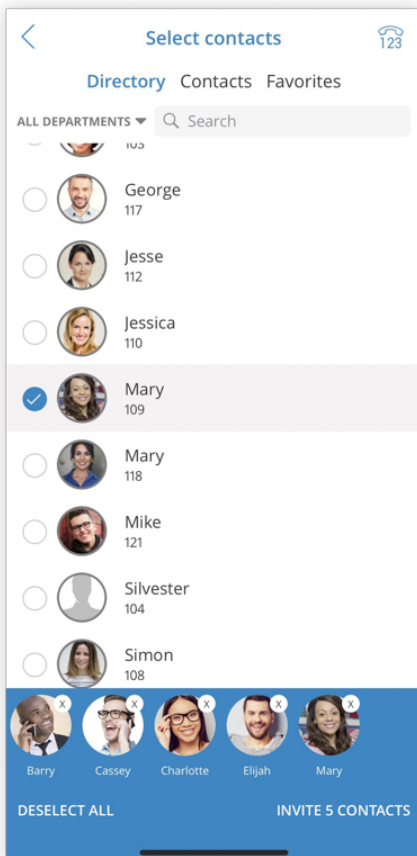 Select contacts
123
Directory Contacts Favorites
ALL DEPARTMENTS Search
103
George
117
Jesse
112
Jessica
110
Mary
109
Mary
118
Mike
121
Silvester
104
Simon
108
X X X X X
Barry Cassey Charlotte Elijah Mary
DESELECT ALL INVITE 5 CONTACTS